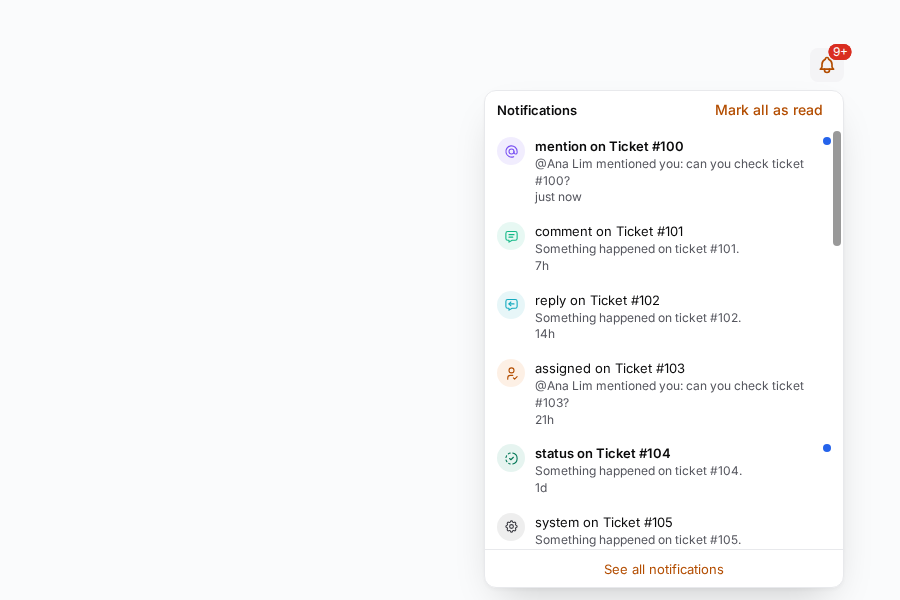 9+
Notifications
Mark all as read
mention on Ticket #100
@Ana Lim mentioned you: can you check ticket
#100?
just now
comment on Ticket #101
Something happened on ticket #101.
7h
reply on Ticket #102
Something happened on ticket #102.
14h
assigned on Ticket #103
@Ana Lim mentioned you: can you check ticket
#103?
21h
status on Ticket #104
Something happened on ticket #104.
1d
system on Ticket #105
Something happened on ticket #105.
See all notifications